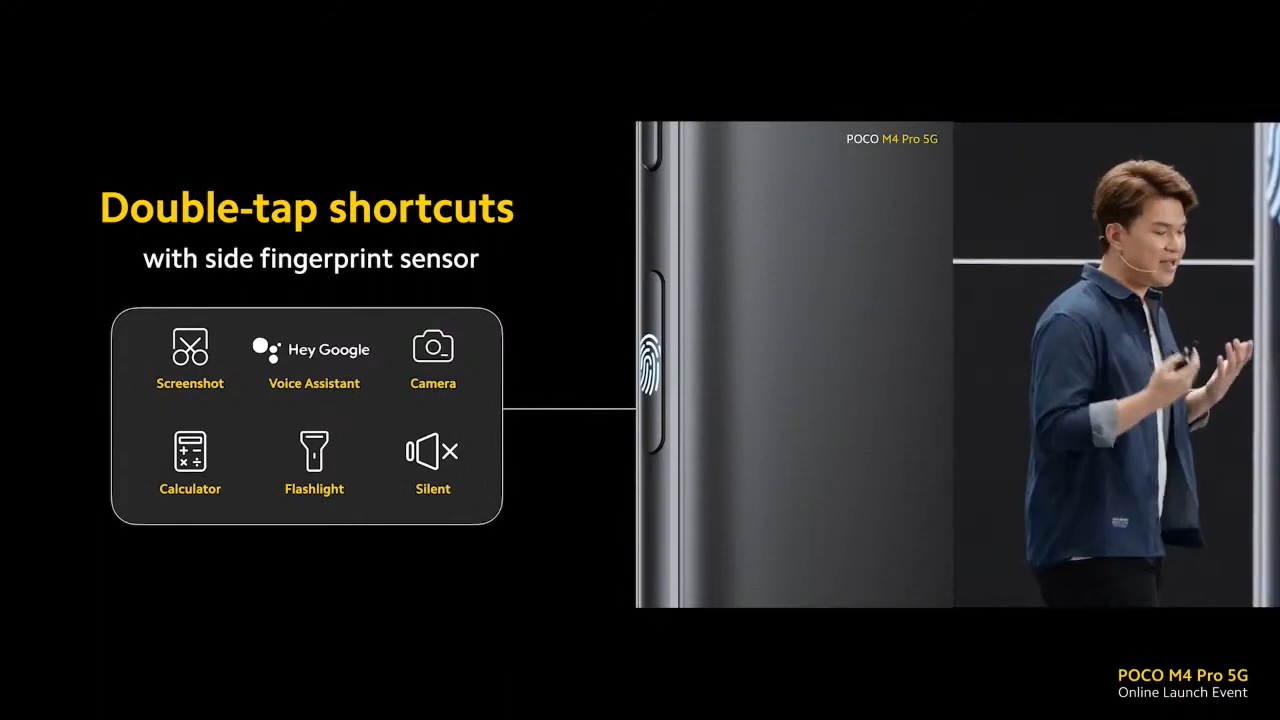 Double-tap shortcuts
with side fingerprint sensor
Hey Google
Screenshot
Voice Assistant
Camera
Calculator
Flashlight
Silent
POCO M4 Pro 5G
POCO M4 Pro 5G
Online Launch Event